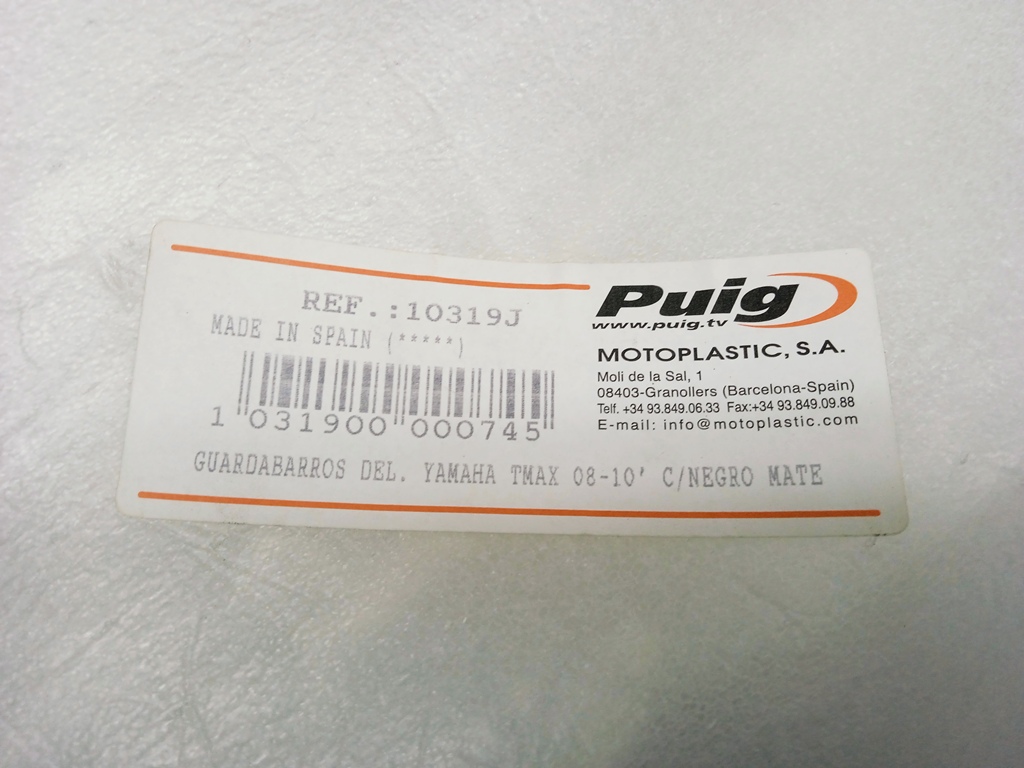 REF.:10319J
MADE IN SPAIN (*****)
1 031900 000745
GUARDABARROS DEL. YAMAHA TMAX 08-10' C/NEGRO MATE
Puig
www.puig.tv
MOTOPLASTIC, S.A.
Moli de la Sal, 1
08403-Granollers (Barcelona-Spain)
Telf. +34 93.849.06.33 Fax:+34 93.849.09.88
E-mail: info@motoplastic.com